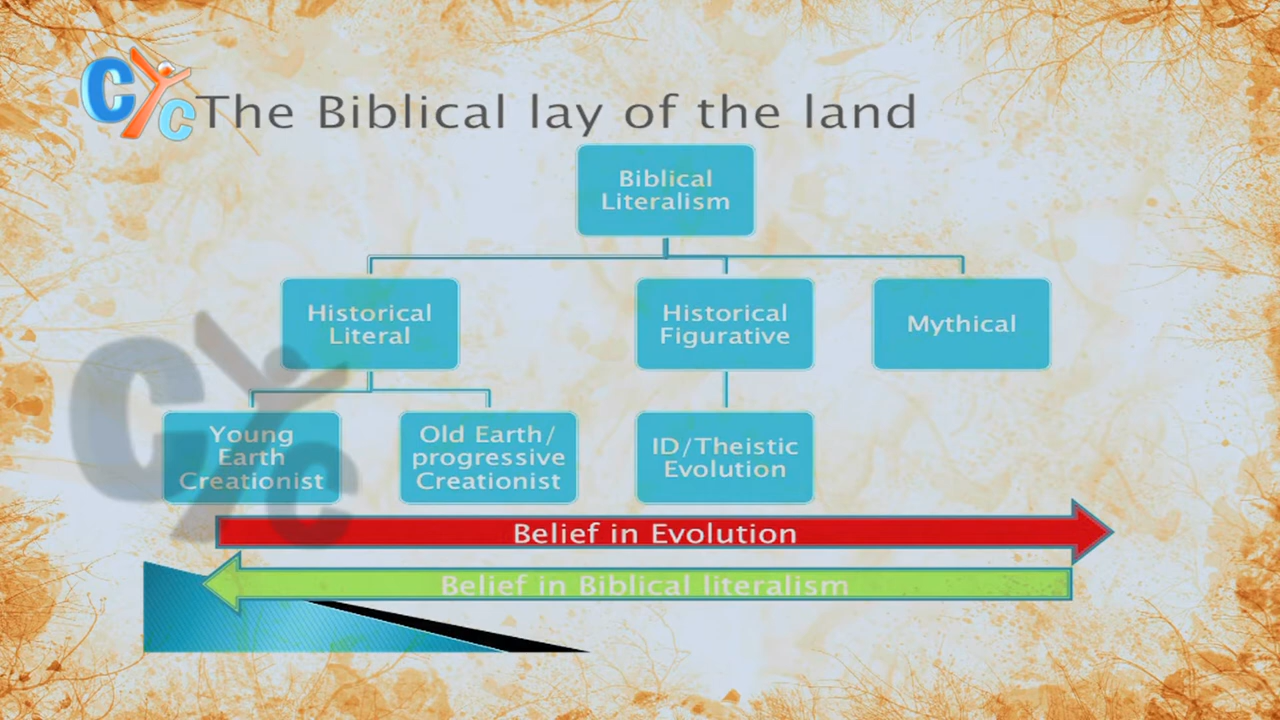 CYC
The Biblical lay of the land
Biblical
Literalism
Historical
Literal
Historical
Figurative
Mythical
Young
Earth
Creationist
Old Earth/
progressive
Creationist
ID/Theistic
Evolution
Belief in Evolution
Belief in Biblical literalism
CYC